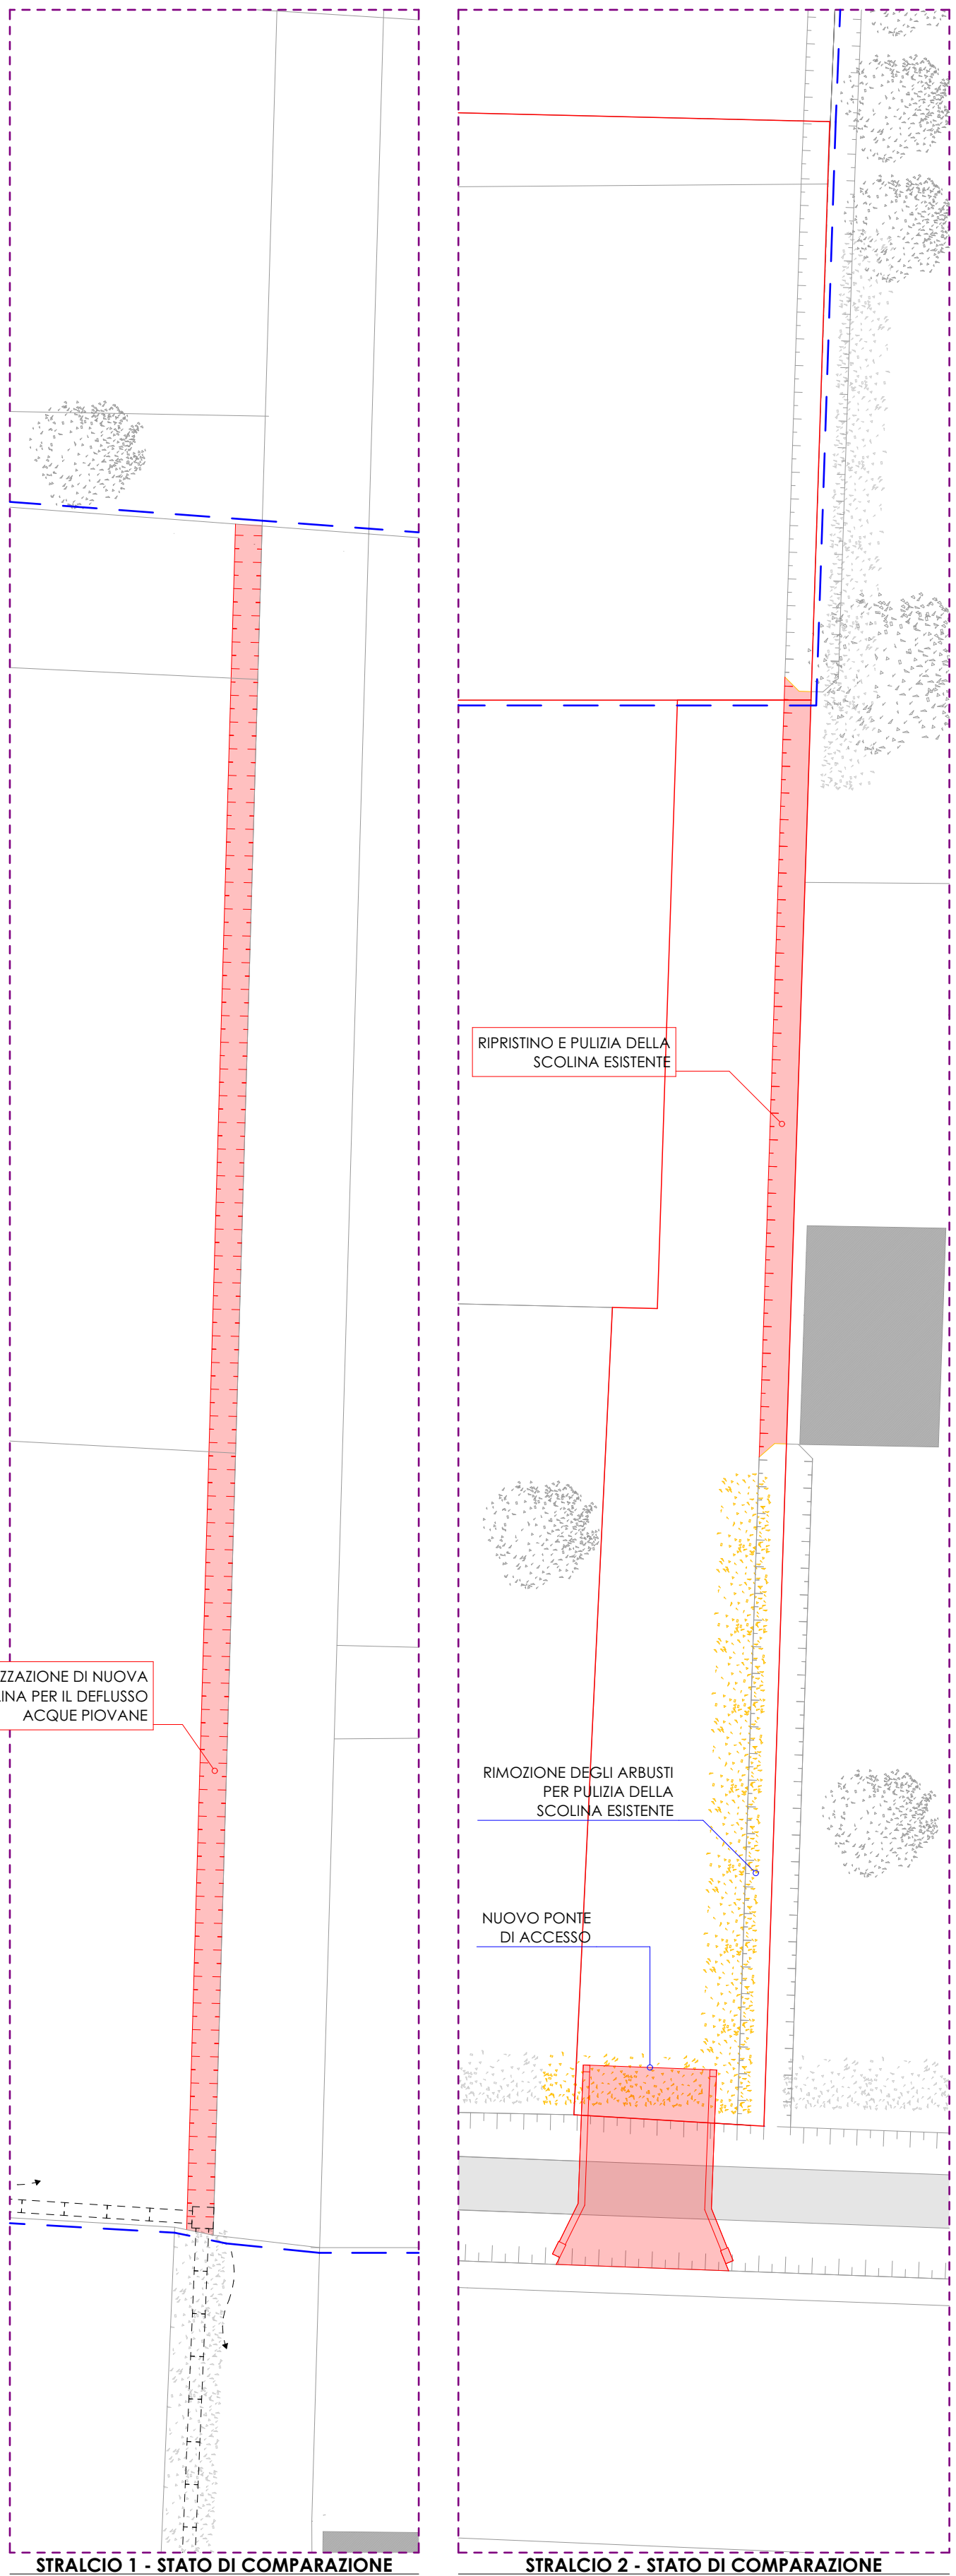 RIPRISTINO E PULIZIA DELLA
SCOLINA ESISTENTE
ZZAZIONE DI NUOVA
INA PER IL DEFLUSSO
ACQUE PIOVANE
RIMOZIONE DEGLI ARBUSTI
PER PULIZIA DELLA
SCOLINA ESISTENTE
NUOVO PONTE
DI ACCESSO
STRALCIO 1 - STATO DI COMPARAZIONE
STRALCIO 2 - STATO DI COMPARAZIONE